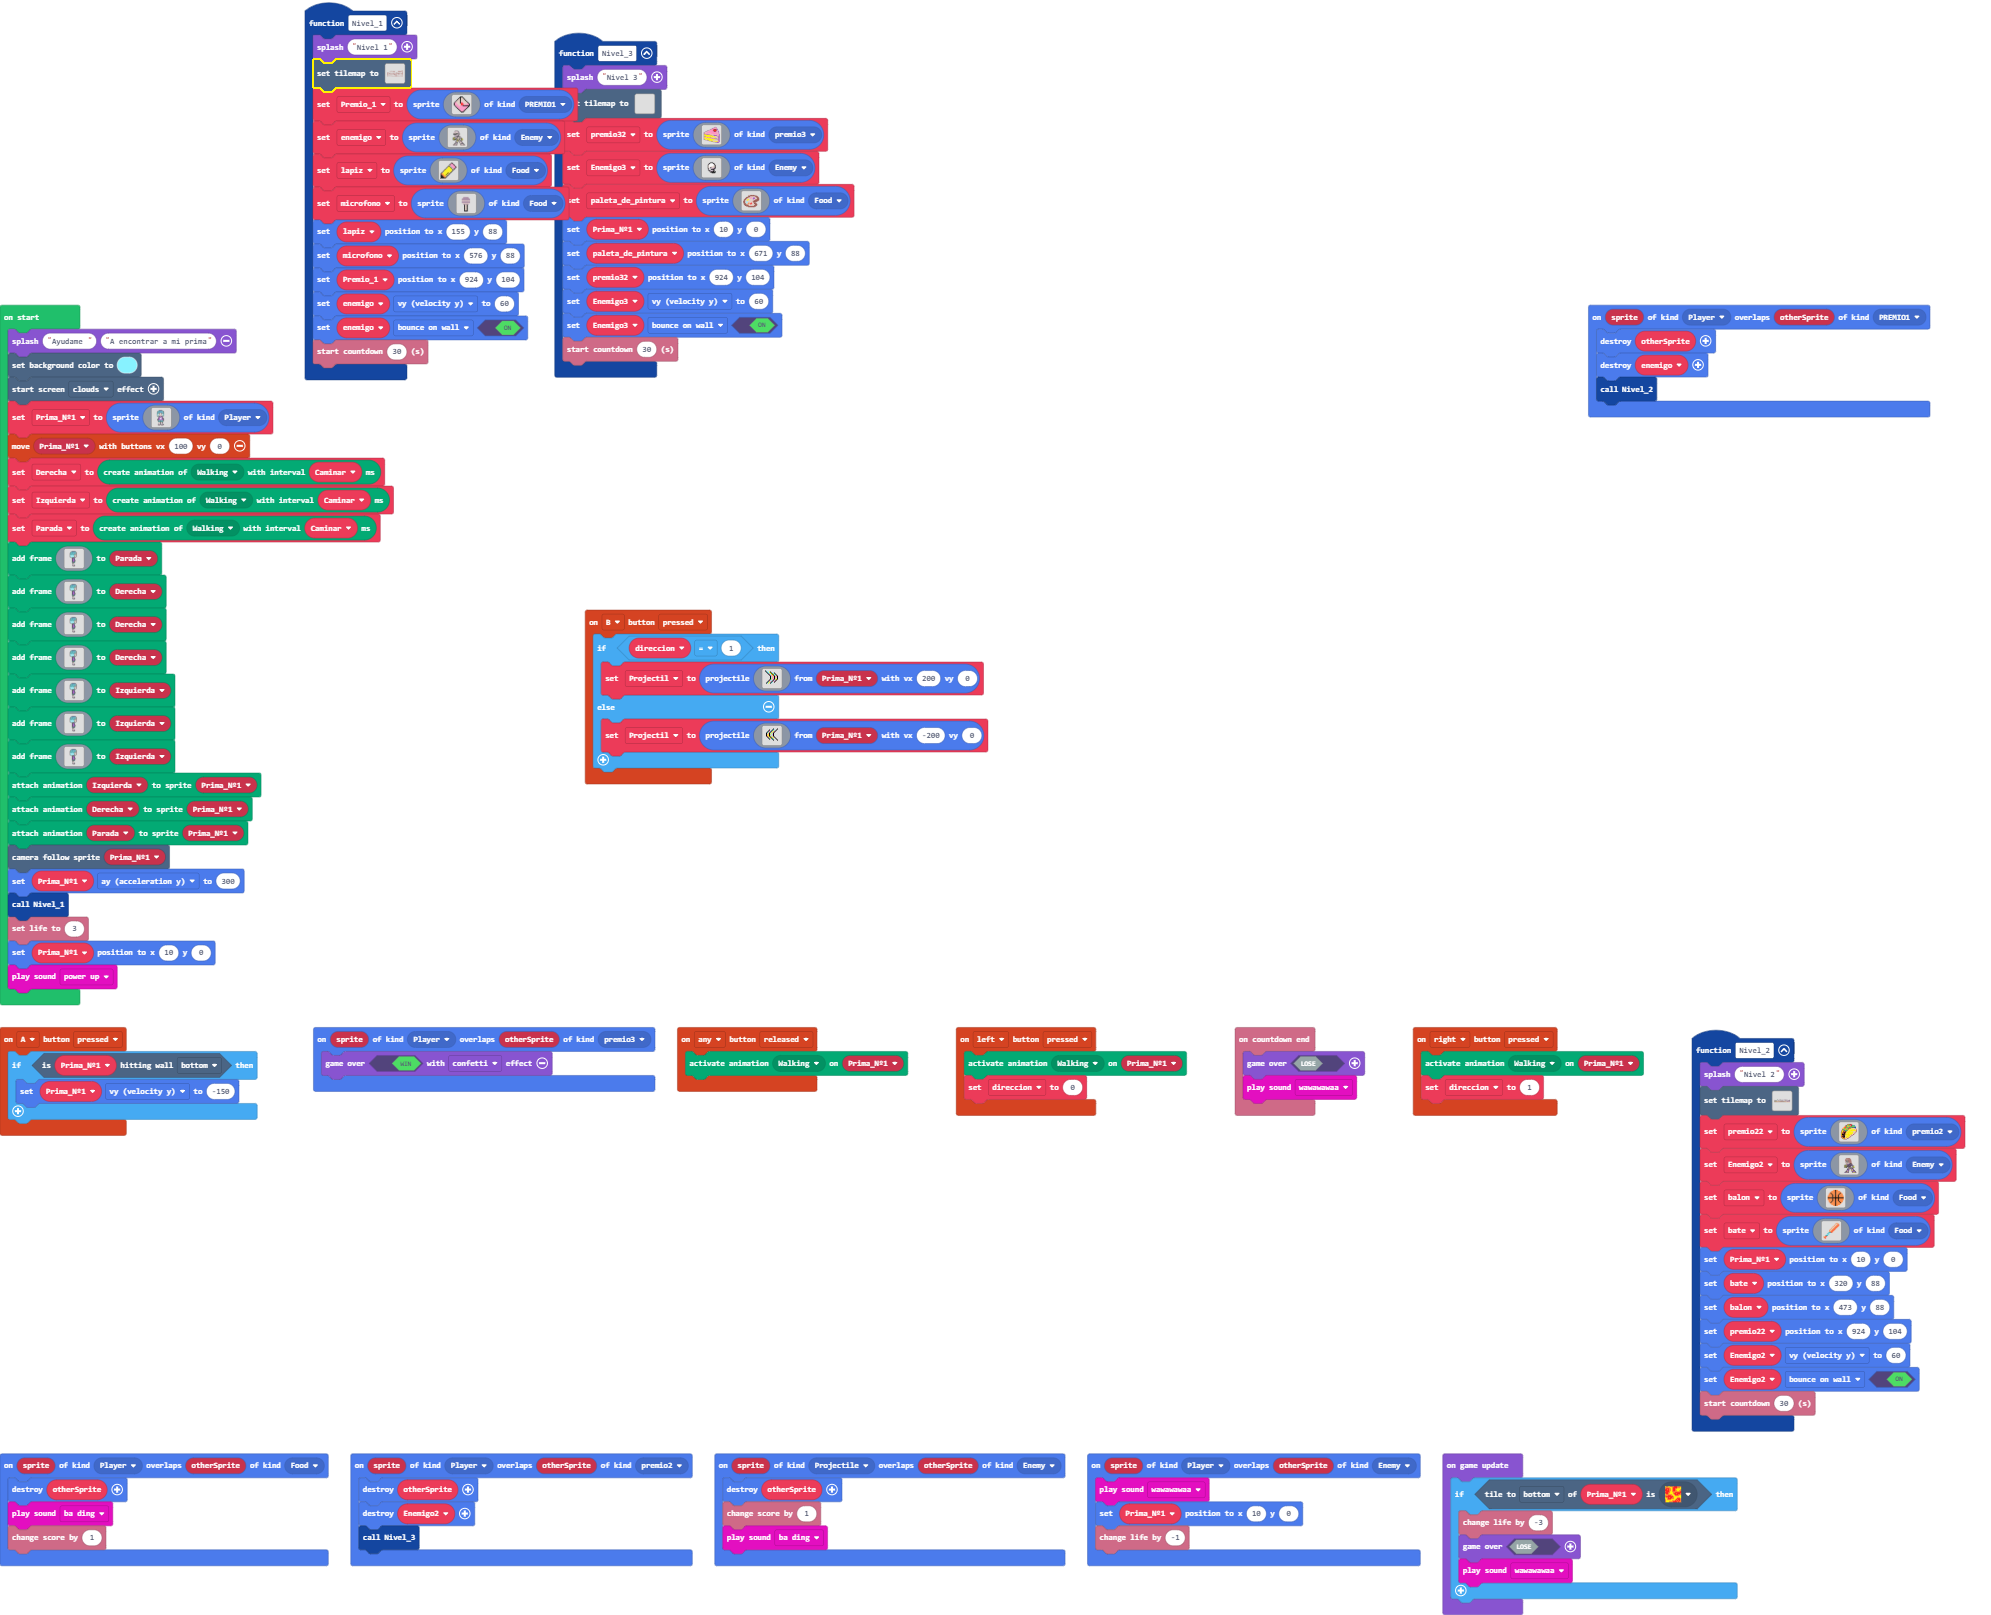 function Nivel_1
splash "Nivel 1"
set tilemap to
set Premio_1 to sprite of kind PREMIO1
set enemigo to sprite of kind Enemy
set lapiz to sprite of kind Food
set microfono to sprite of kind Food
set lapiz position to x 155 y 88
set microfono position to x 576 y 88
set Premio_1 position to x 924 y 104
set enemigo vy (velocity y) to 60
set enemigo bounce on wall ON
start countdown 30 (s)
function Nivel_3
splash "Nivel 3"
tilemap to
set premio32 to sprite of kind premio3
set Enemigo3 to sprite of kind Enemy
set paleta_de_pintura to sprite of kind Food
set Prima_Nº1 position to x 10 y 0
set paleta_de_pintura position to x 671 y 88
set premio32 position to x 924 y 104
set Enemigo3 vy (velocity y) to 60
set Enemigo3 bounce on wall ON
start countdown 30 (s)
on start
splash "Ayudame " "A encontrar a mi prima"
set background color to
start screen clouds effect
set Prima_Nº1 to sprite of kind Player
move Prima_Nº1 with buttons vx 100 vy 0
set Derecha to create animation of Walking with interval Caminar ms
set Izquierda to create animation of Walking with interval Caminar ms
set Parada to create animation of Walking with interval Caminar ms
add frame to Parada
add frame to Derecha
add frame to Derecha
add frame to Derecha
add frame to Izquierda
add frame to Izquierda
add frame to Izquierda
attach animation Izquierda to sprite Prima_Nº1
attach animation Derecha to sprite Prima_Nº1
attach animation Parada to sprite Prima_Nº1
camera follow sprite Prima_Nº1
set Prima_Nº1 ay (acceleration y) to 300
call Nivel_1
set life to 3
set Prima_Nº1 position to x 10 y 0
play sound power up
on sprite of kind Player overlaps otherSprite of kind PREMIO1
destroy otherSprite
destroy enemigo
call Nivel_2
on B button pressed
if direccion = 1 then
set Projectil to projectile from Prima_Nº1 with vx 200 vy 0
else
set Projectil to projectile from Prima_Nº1 with vx -200 vy 0
on A button pressed
if is Prima_Nº1 hitting wall bottom then
set Prima_Nº1 vy (velocity y) to -150
on sprite of kind Player overlaps otherSprite of kind premio3
game over WIN with confetti effect
on any button released
activate animation Walking on Prima_Nº1
on left button pressed
activate animation Walking on Prima_Nº1
set direccion to 0
on countdown end
game over LOSE
play sound wawawawaa
on right button pressed
activate animation Walking on Prima_Nº1
set direccion to 1
function Nivel_2
splash "Nivel 2"
set tilemap to
set premio22 to sprite of kind premio2
set Enemigo2 to sprite of kind Enemy
set balon to sprite of kind Food
set bate to sprite of kind Food
set Prima_Nº1 position to x 10 y 0
set bate position to x 320 y 88
set balon position to x 473 y 88
set premio22 position to x 924 y 104
set Enemigo2 vy (velocity y) to 60
set Enemigo2 bounce on wall ON
start countdown 30 (s)
on sprite of kind Player overlaps otherSprite of kind Food
destroy otherSprite
play sound ba ding
change score by 1
on sprite of kind Player overlaps otherSprite of kind premio2
destroy otherSprite
destroy Enemigo2
call Nivel_3
on sprite of kind Projectile overlaps otherSprite of kind Enemy
destroy otherSprite
change score by 1
play sound ba ding
on sprite of kind Player overlaps otherSprite of kind Enemy
play sound wawawawaa
set Prima_Nº1 position to x 10 y 0
change life by -1
on game update
if tile to bottom of Prima_Nº1 is then
change life by -3
game over LOSE
play sound wawawawaa